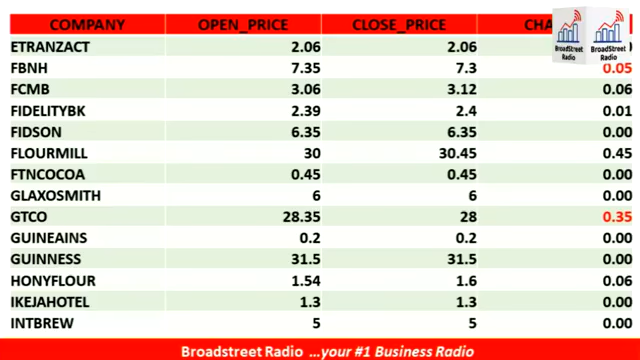 COMPANY OPEN_PRICE CLOSE_PRICE
BroadStreet Radio BroadStreet Radio
ETRANZACT 2.06 2.06
FBNH 7.35 7.3 0.05
FCMB 3.06 3.12 0.06
FIDELITYBK 2.39 2.4 0.01
FIDSON 6.35 6.35 0.00
FLOURMILL 30 30.45 0.45
FTNCOCOA 0.45 0.45 0.00
GLAXOSMITH 6 6 0.00
GTCO 28.35 28 0.35
GUINEAINS 0.2 0.2 0.00
GUINNESS 31.5 31.5 0.00
HONYFLOUR 1.54 1.6 0.06
IKEJAHOTEL 1.3 1.3 0.00
INTBREW 5 5 0.00
Broadstreet Radio ...your #1 Business Radio